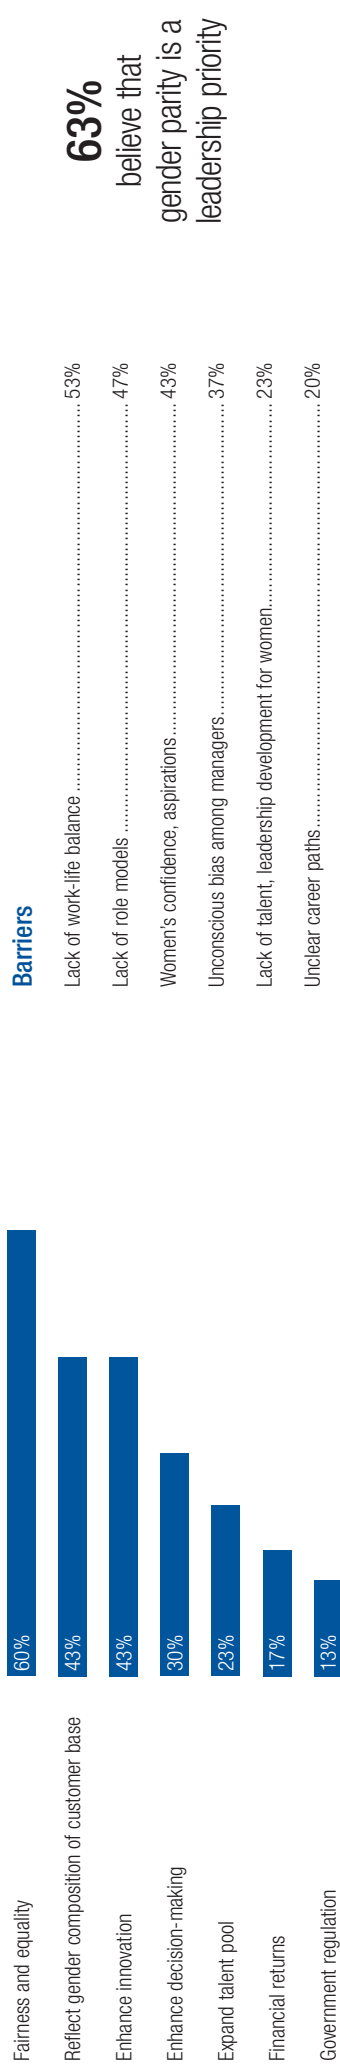 Fairness and equality 60%
Reflect gender composition of customer base 43%
Enhance innovation 43%
Enhance decision-making 30%
Expand talent pool 23%
Financial returns 17%
Government regulation 13%
Barriers
Lack of work-life balance 53%
Lack of role models 47%
Women’s confidence, aspirations 43%
Unconscious bias among managers 37%
Lack of talent, leadership development for women 23%
Unclear career paths 20%
63%
believe that
gender parity is a
leadership priority